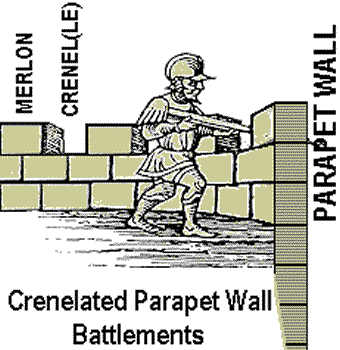 MERLON
CRENEL(LE)
PARAPET WALL
Crenelated Parapet Wall
Battlements